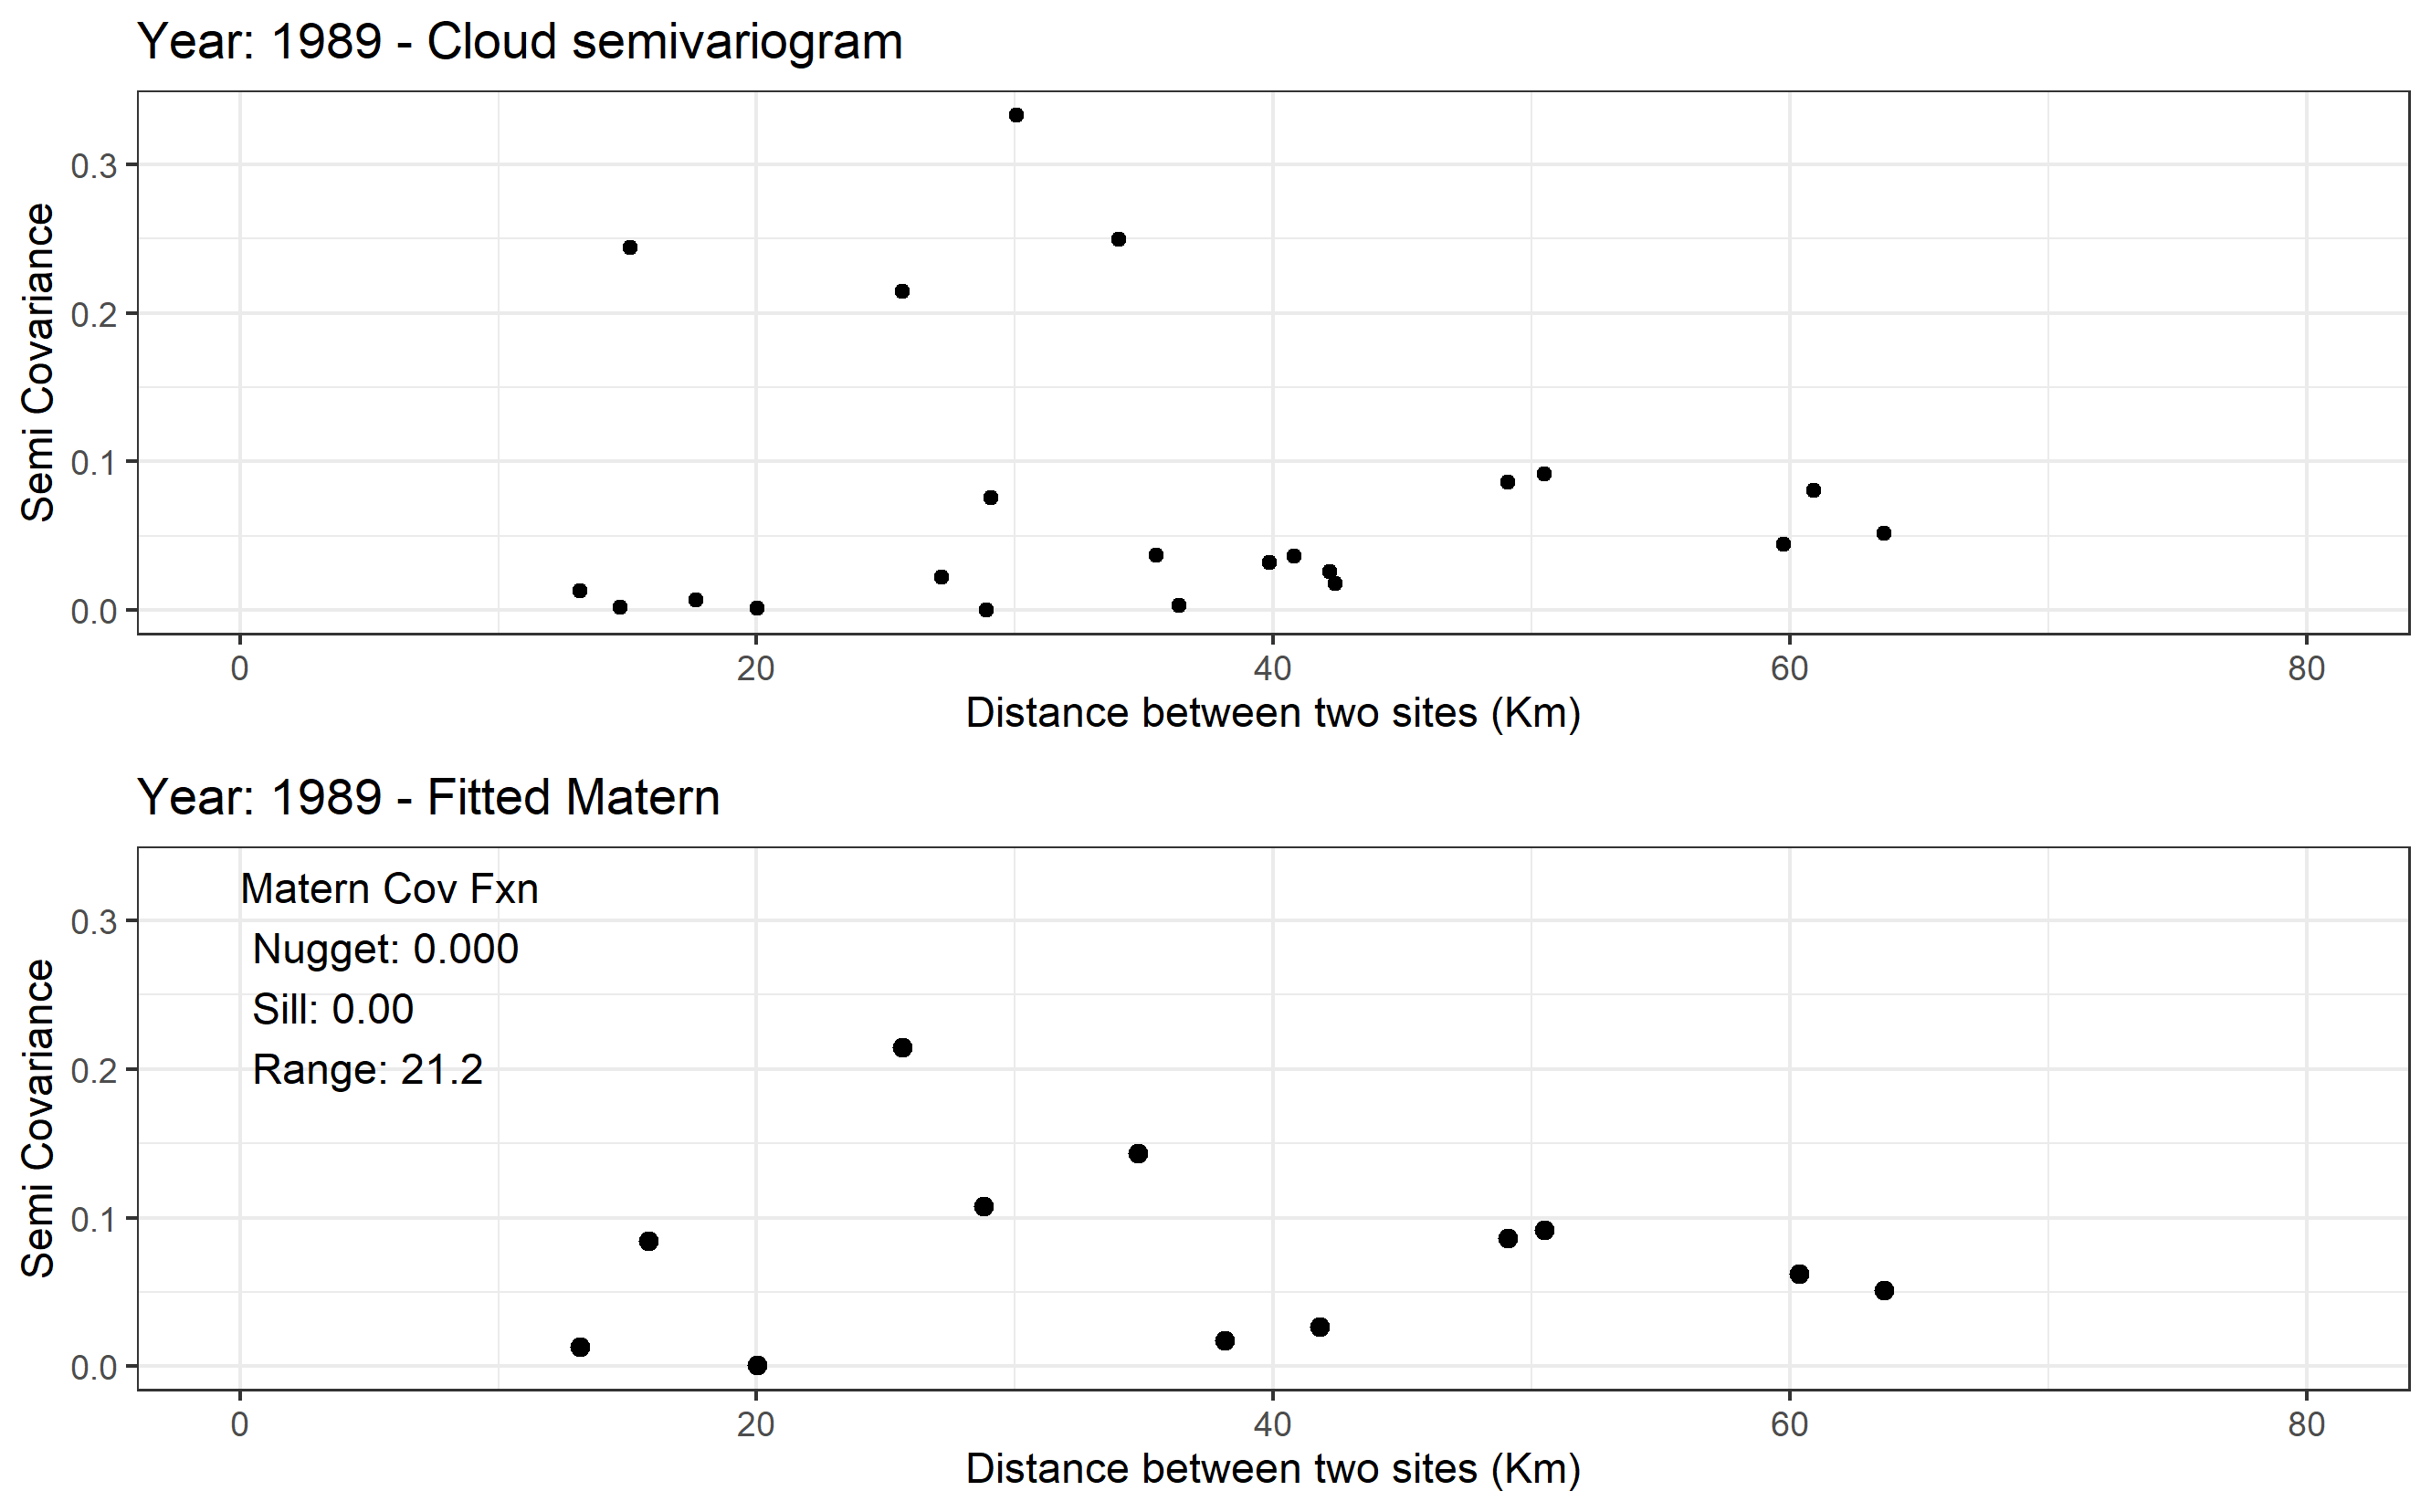 Year: 1989 - Cloud semivariogram
Semi Covariance
0.3
0.2
0.1
0.0
0 20 40 60 80
Distance between two sites (Km)
Year: 1989 - Fitted Matern
Semi Covariance
0.3
0.2
0.1
0.0
Matern Cov Fxn
Nugget: 0.000
Sill: 0.00
Range: 21.2
0 20 40 60 80
Distance between two sites (Km)